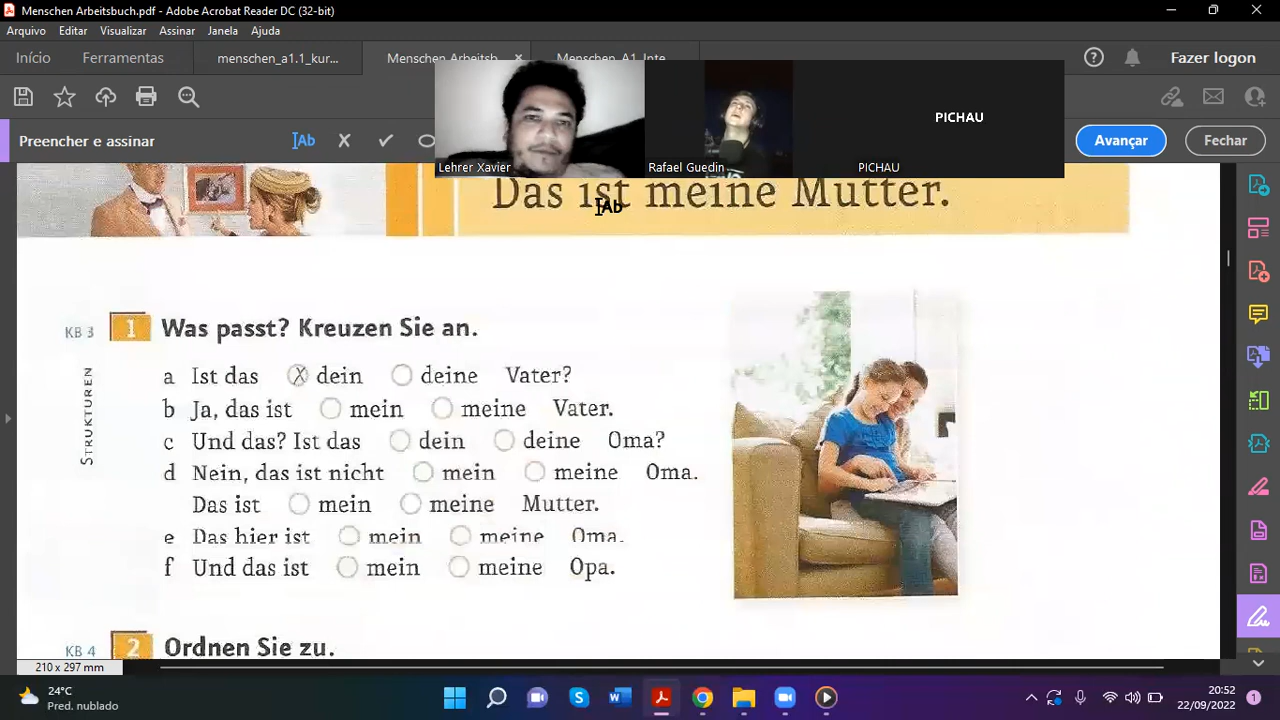 Menschen Arbeitsbuch.pdf - Adobe Acrobat Reader DC (32-bit)
Arquivo Editar Visualizar Assinar Janela Ajuda
Início Ferramentas menschen_a1.1_kur... Menschen Arbeitsb... × Menschen_A1_Inte...
Fazer logon
Preencher e assinar
IAb
Avançar
Fechar
PICHAU
Lehrer Xavier
Rafael Guedin
PICHAU
Das ist meine Mutter.
IAb
KB 3 1 Was passt? Kreuzen Sie an.
STRUKTUREN
a Ist das X dein deine Vater?
b Ja, das ist mein meine Vater.
c Und das? Ist das dein deine Oma?
d Nein, das ist nicht mein meine Oma.
Das ist mein meine Mutter.
e Das hier ist mein meine Oma.
f Und das ist mein meine Opa.
KB 4 2 Ordnen Sie zu.
210 x 297 mm
24°C
Pred. nublado
20:52
22/09/2022
1